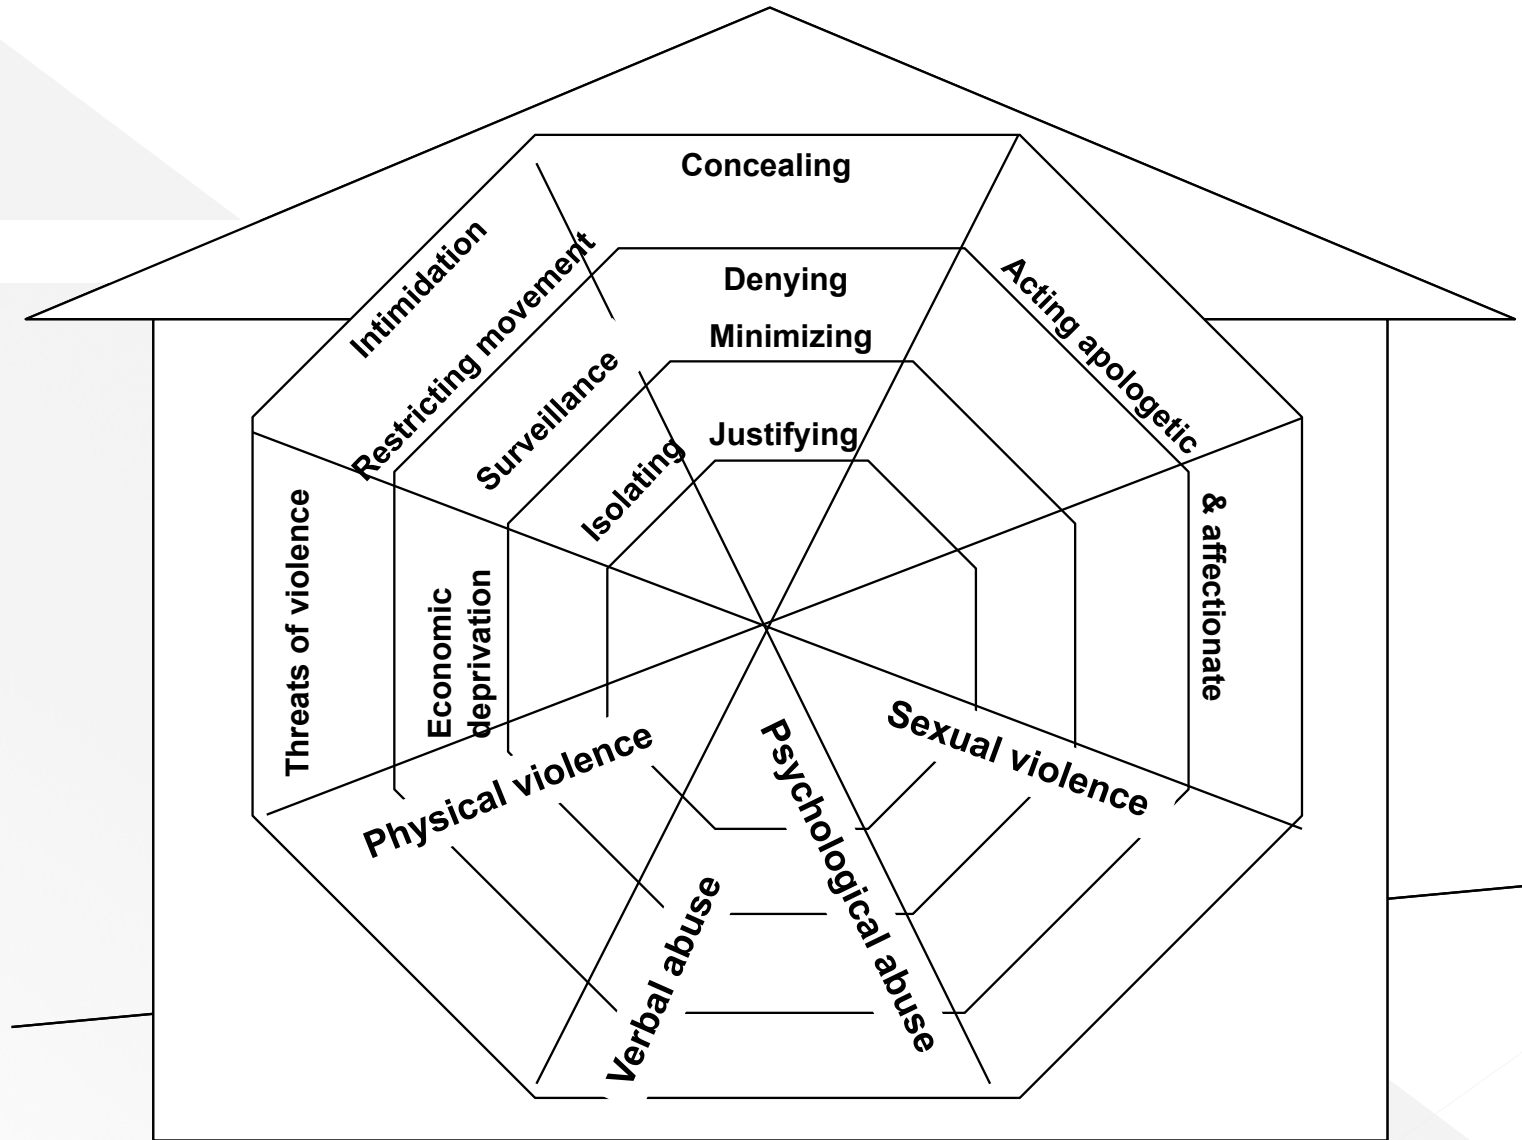 Concealing
Intimidation
Restricting movement
Denying
Minimizing
Acting apologetic
Surveillance
Justifying
Isolating
Threats of violence
& affectionate
Economic
deprivation
Physical violence
Sexual violence
Verbal abuse
Psychological abuse